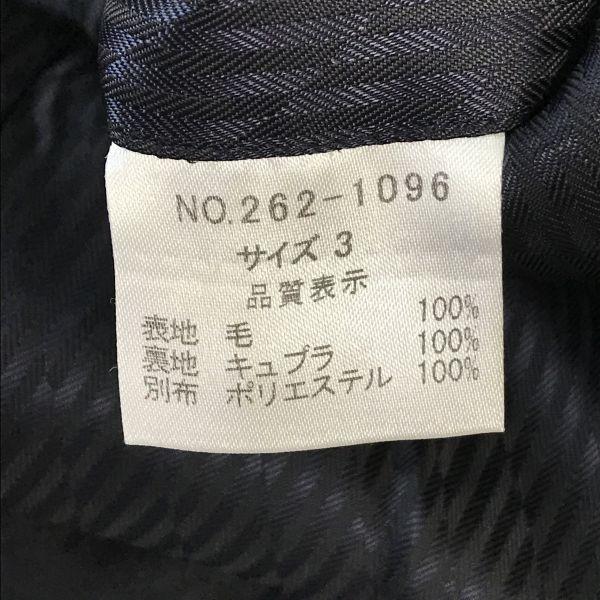 NO.262-1096
サイズ 3
品質表示
表地 毛 100%
裏地 キュプラ 100%
別布 ポリエステル 100%